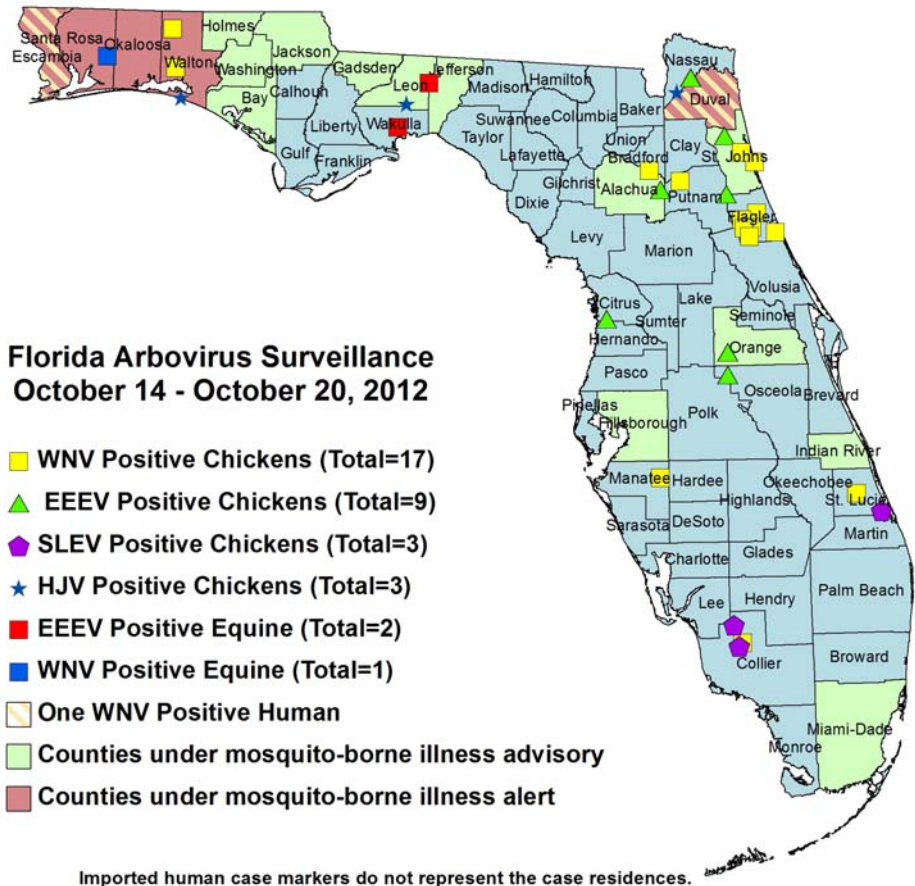 Holmes
Santa Rosa
Escambia
Okaloosa
Walton
Jackson
Washington
Bay
Calhoun
Gulf
Liberty
Franklin
Gadsden
Leon
Wakulla
Jefferson
Madison
Taylor
Hamilton
Suwannee
Lafayette
Columbia
Dixie
Gilchrist
Baker
Union
Bradford
Nassau
Duval
Clay
St.
Johns
Alachua
Putnam
Flagler
Levy
Marion
Volusia
Citrus
Sumter
Lake
Seminole
Hernando
Orange
Pasco
Osceola
Brevard
Pinellas
Hillsborough
Polk
Indian River
Manatee
Hardee
Okeechobee
Highlands
St. Lucie
Sarasota
DeSoto
Martin
Charlotte
Glades
Lee
Hendry
Palm Beach
Collier
Broward
Monroe
Miami-Dade
Florida Arbovirus Surveillance
October 14 - October 20, 2012
WNV Positive Chickens (Total=17)
EEEV Positive Chickens (Total=9)
SLEV Positive Chickens (Total=3)
HJV Positive Chickens (Total=3)
EEEV Positive Equine (Total=2)
WNV Positive Equine (Total=1)
One WNV Positive Human
Counties under mosquito-borne illness advisory
Counties under mosquito-borne illness alert
Imported human case markers do not represent the case residences.